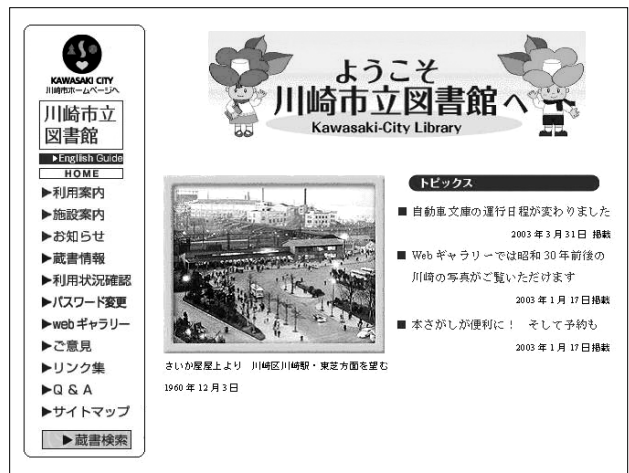 KAWASAKI CITY
川崎市ホームページへ
川崎市立
図書館
▶English Guide
HOME
▶利用案内
▶施設案内
▶お知らせ
▶蔵書情報
▶利用状況確認
▶パスワード変更
▶webギャラリー
▶ご意見
▶リンク集
▶Q & A
▶サイトマップ
▶蔵書検索
ようこそ
川崎市立図書館へ
Kawasaki-City Library
さいか屋屋上より 川崎区川崎駅・東芝方面を望む
1960年12月3日
トピックス
■ 自動車文庫の運行日程が変わりました
2003年3月31日 掲載
■ Webギャラリーでは昭和30年前後の
川崎の写真がご覧いただけます
2003年1月17日掲載
■ 本さがしが便利に! そして予約も
2003年1月17日掲載